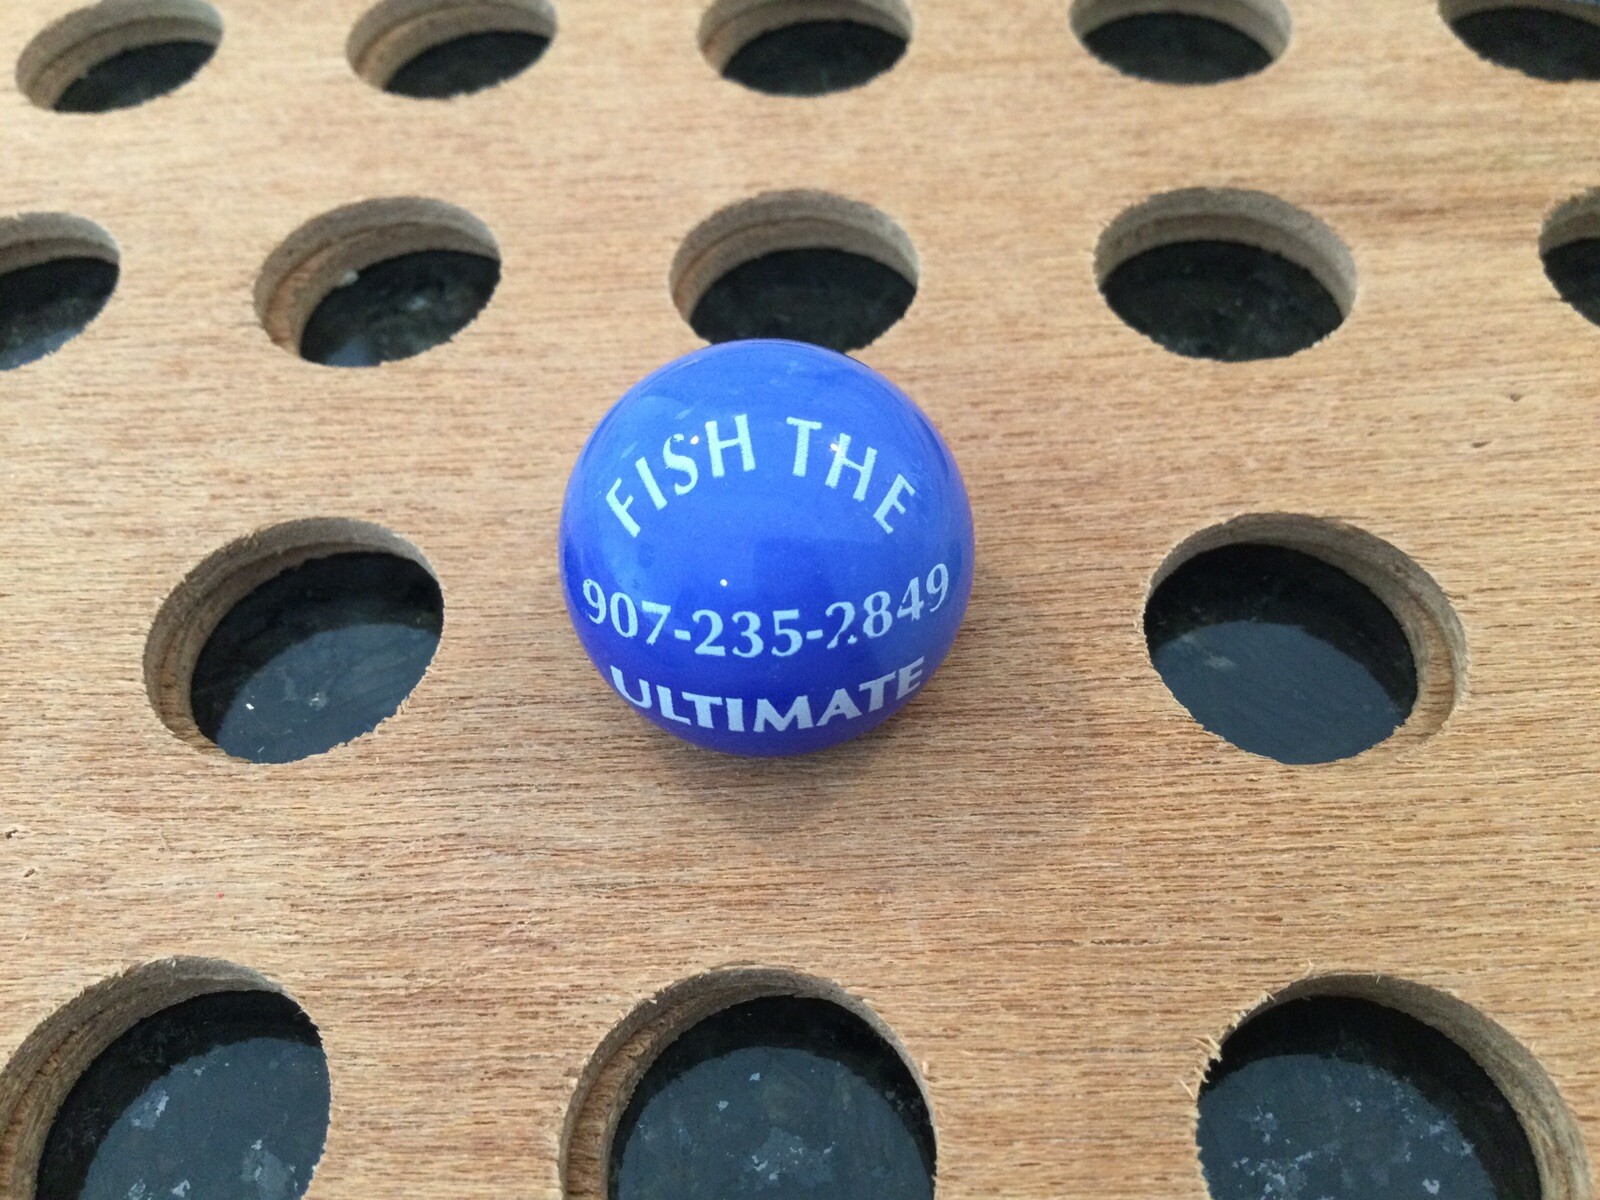 FISH THE
907-235-2849
ULTIMATE